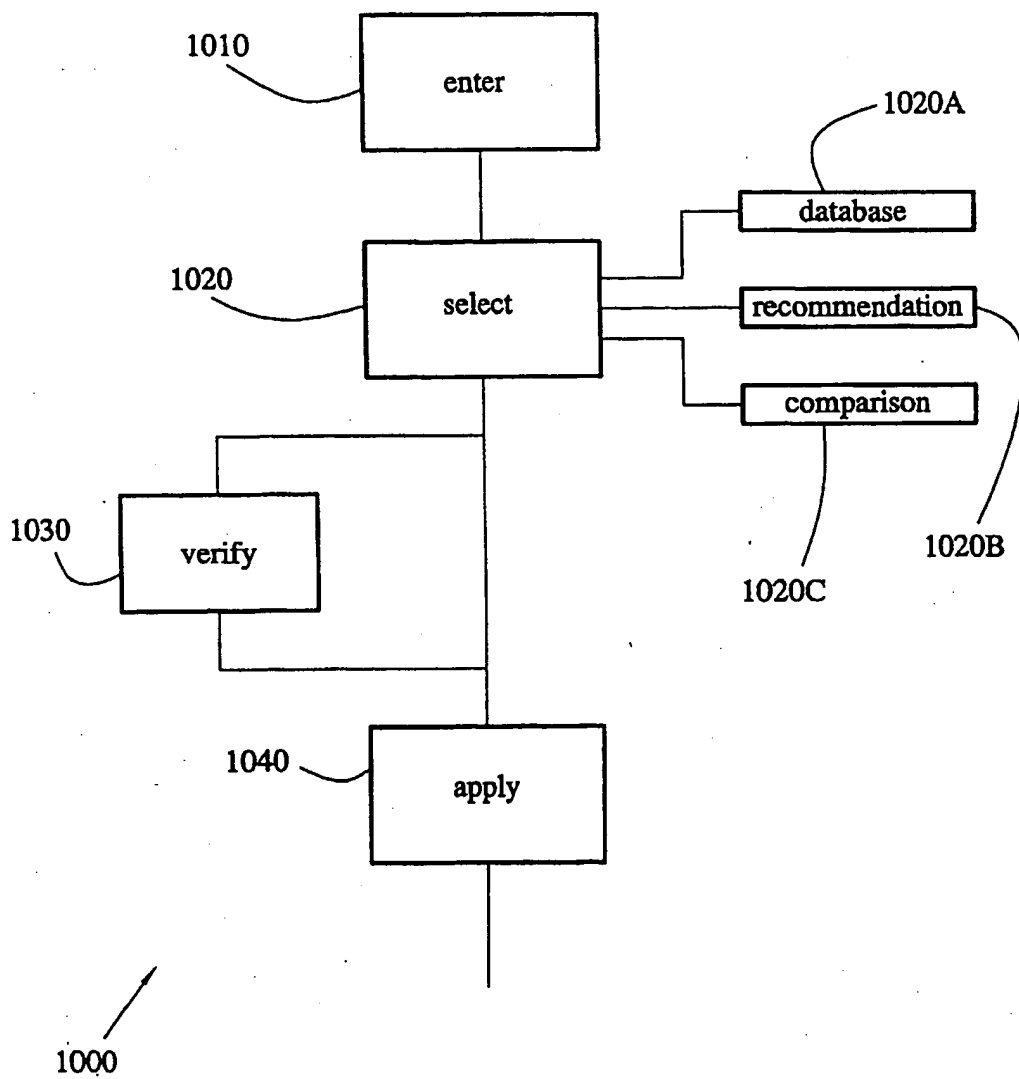 1010
enter
1020A
database
1020
select
recommendation
comparison
1030
verify
1020B
1020C
1040
apply
1000